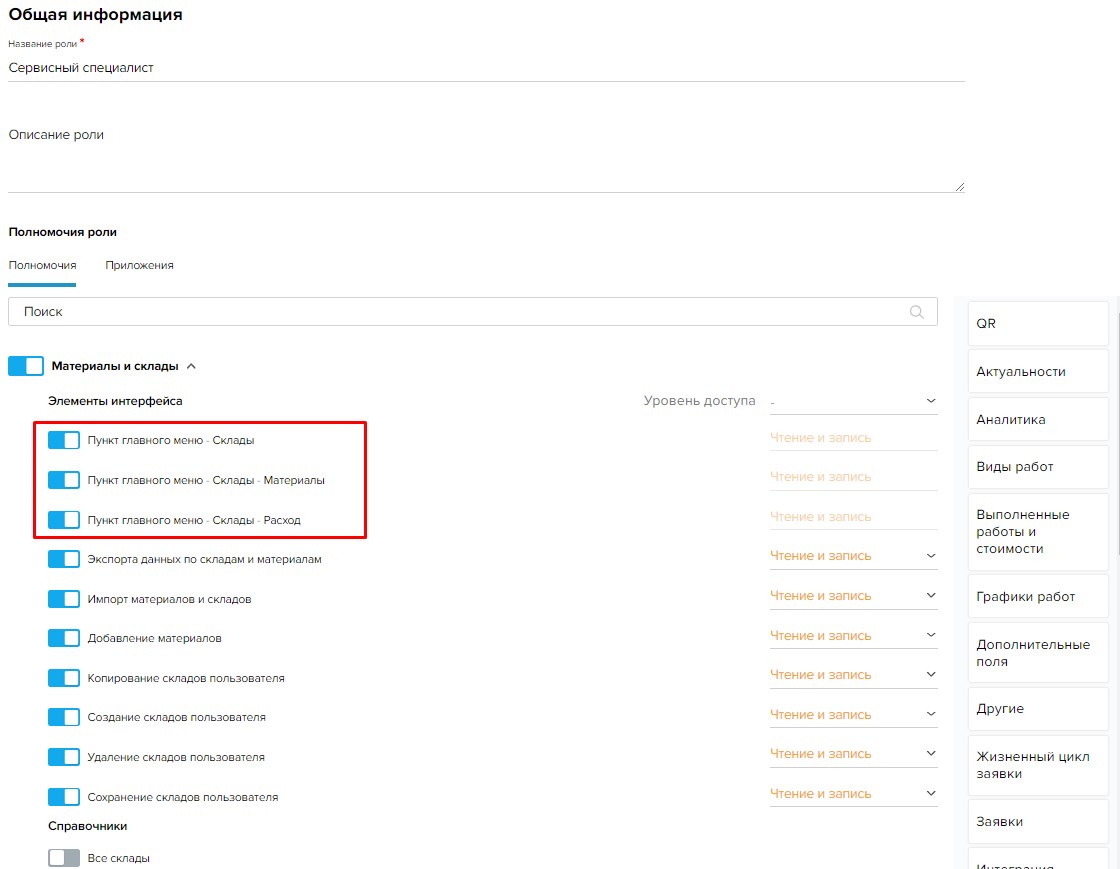 Общая информация
Название роли *
Сервисный специалист
Описание роли
Полномочия роли
Полномочия Приложения
Поиск
Материалы и склады
Элементы интерфейса Уровень доступа -
Пункт главного меню - Склады Чтение и запись
Пункт главного меню - Склады - Материалы Чтение и запись
Пункт главного меню - Склады - Расход Чтение и запись
Экспорта данных по складам и материалам Чтение и запись
Импорт материалов и складов Чтение и запись
Добавление материалов Чтение и запись
Копирование складов пользователя Чтение и запись
Создание складов пользователя Чтение и запись
Удаление складов пользователя Чтение и запись
Сохранение складов пользователя Чтение и запись
Справочники
Все склады
QR
Актуальности
Аналитика
Виды работ
Выполненные
работы и
стоимости
Графики работ
Дополнительные
поля
Другие
Жизненный цикл
заявки
Заявки
Интеграция